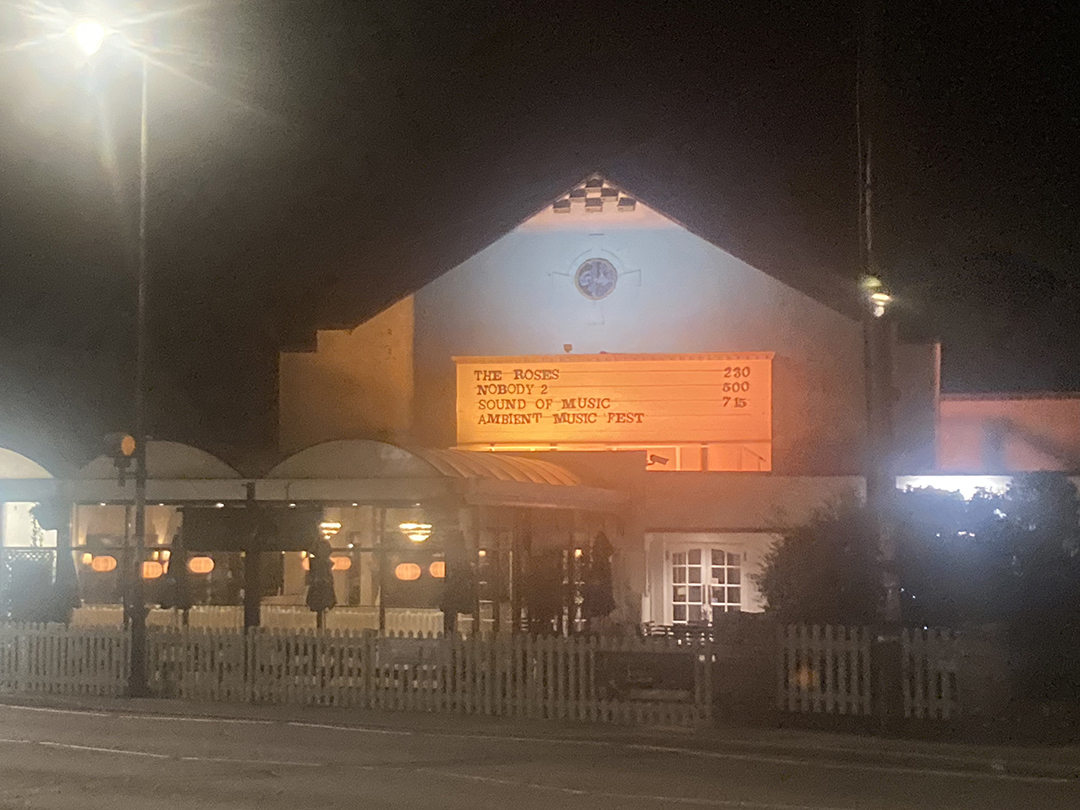 THE ROSES 230
NOBODY 2 500
SOUND OF MUSIC 715
AMBIENT MUSIC FEST